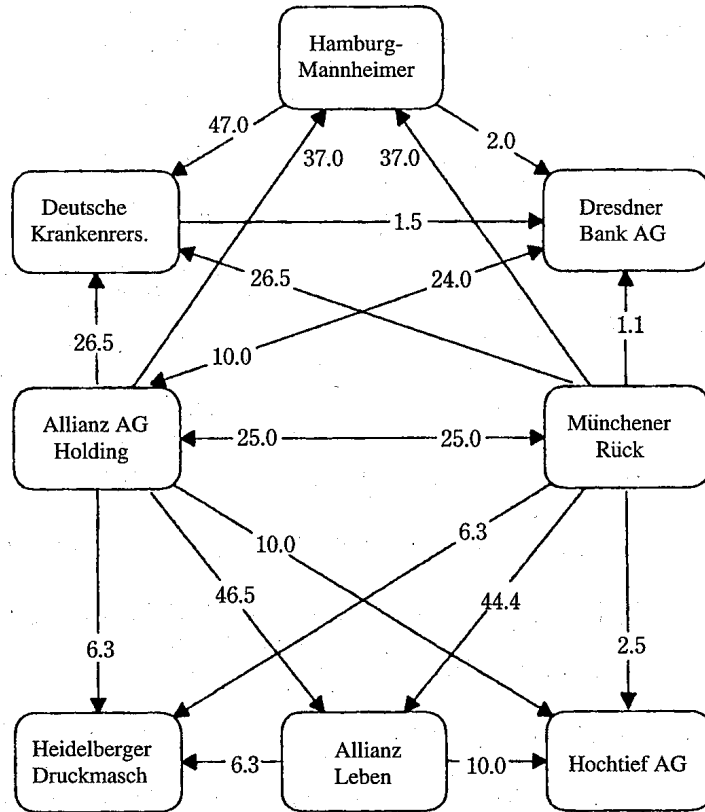 Hamburg-
Mannheimer
47.0
37.0
37.0
2.0
Deutsche
Krankenrers.
1.5
Dresdner
Bank AG
26.5
24.0
26.5
10.0
1.1
Allianz AG
Holding
25.0
25.0
Münchener
Rück
10.0
6.3
46.5
44.4
6.3
2.5
Heidelberger
Druckmasch
6.3
Allianz
Leben
10.0
Hochtief AG